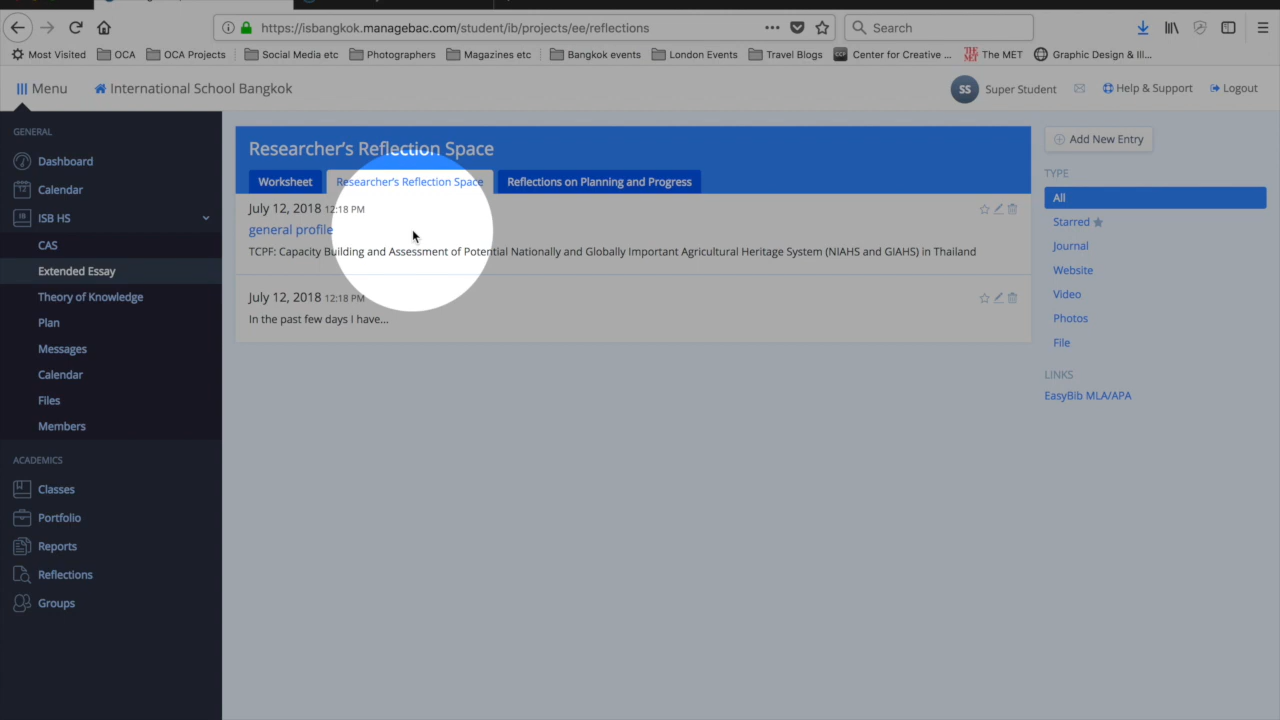 https://isbangkok.managebac.com/student/ib/projects/ee/reflections
Search
Most Visited OCA OCA Projects Social Media etc Photographers Magazines etc Bangkok events London Events Travel Blogs Center for Creative ... The MET Graphic Design & Ill...
Menu International School Bangkok SS Super Student Help & Support Logout
GENERAL
Dashboard
Calendar
ISB HS
CAS
Extended Essay
Theory of Knowledge
Plan
Messages
Calendar
Files
Members
ACADEMICS
Classes
Portfolio
Reports
Reflections
Groups
Researcher's Reflection Space
Worksheet Researcher's Reflection Space Reflections on Planning and Progress
July 12, 2018 12:18 PM
general profile
TCPF: Capacity Building and Assessment of Potential Nationally and Globally Important Agricultural Heritage System (NIAHS and GIAHS) in Thailand
July 12, 2018 12:18 PM
In the past few days I have...
Add New Entry
TYPE
All
Starred
Journal
Website
Video
Photos
File
LINKS
EasyBib MLA/APA